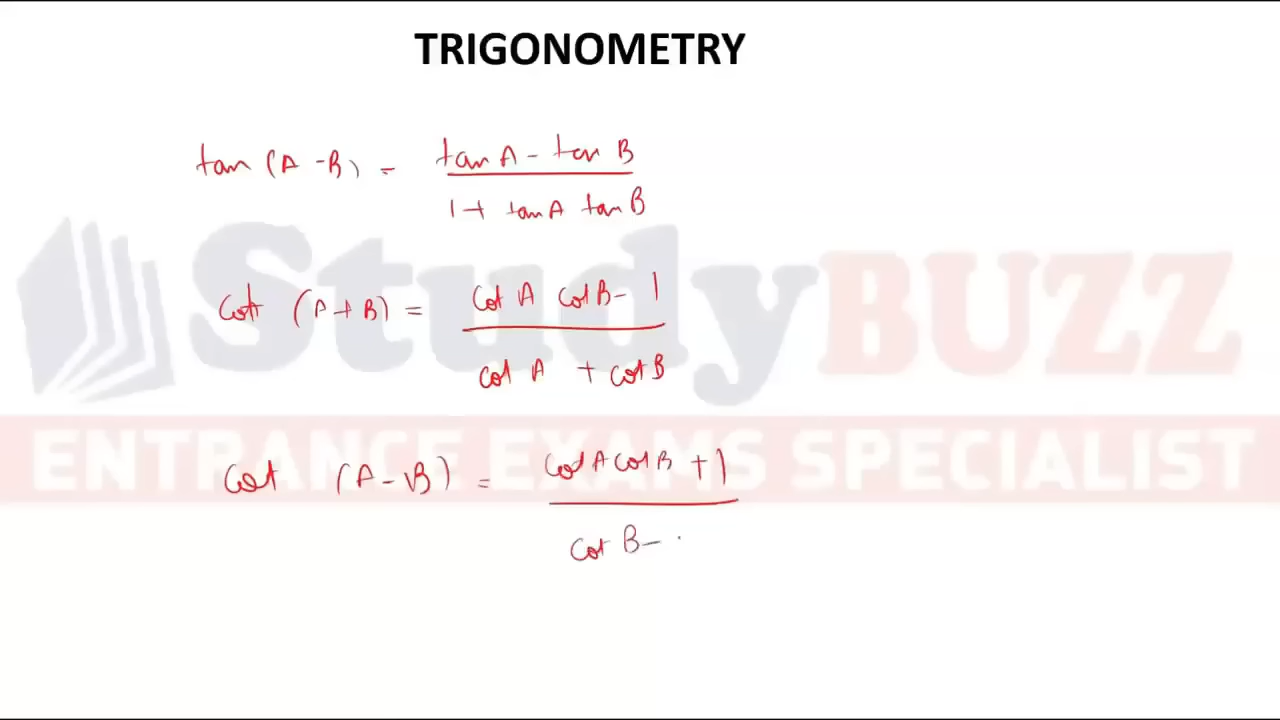 TRIGONOMETRY
tan (A - B) = tan A - tan B
1 + tan A tan B
cot (A + B) = cot A cot B - 1
cot A + cot B
cot (A - B) = cot A cot B + 1
cot B -
StudyBUZZ
ENTRANCE EXAMS SPECIALIST